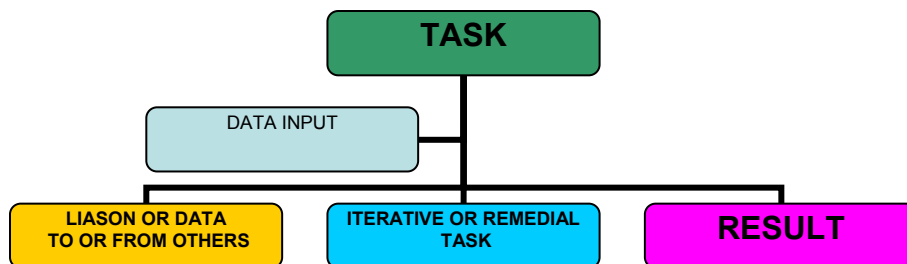 TASK
DATA INPUT
LIASON OR DATA
TO OR FROM OTHERS
ITERATIVE OR REMEDIAL
TASK
RESULT